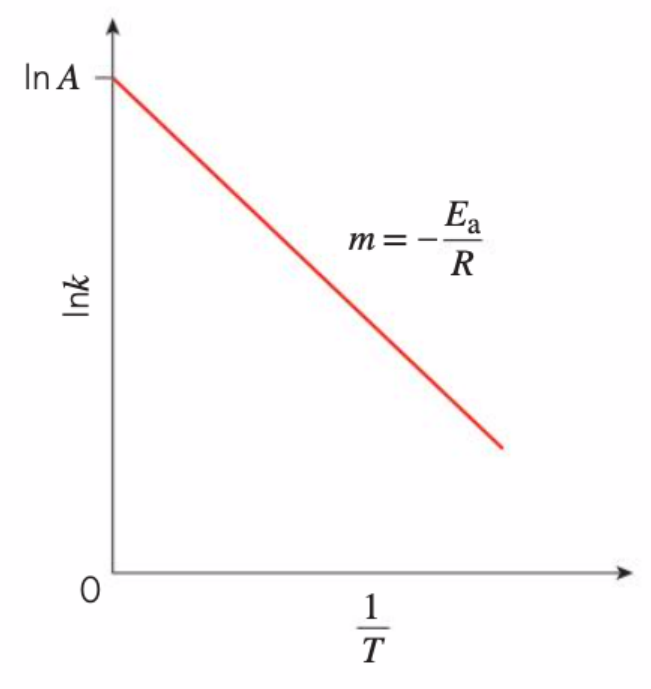 ln A
m = −Eₐ/R
lnk
0
1/T